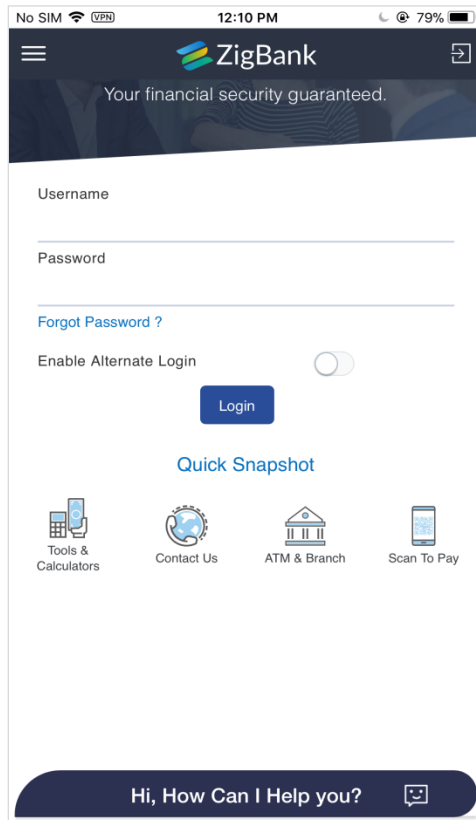 No SIM VPN 12:10 PM 79%
ZigBank
Your financial security guaranteed.
Username
Password
Forgot Password ?
Enable Alternate Login
Login
Quick Snapshot
Tools &
Calculators
Contact Us
ATM & Branch
Scan To Pay
Hi, How Can I Help you?